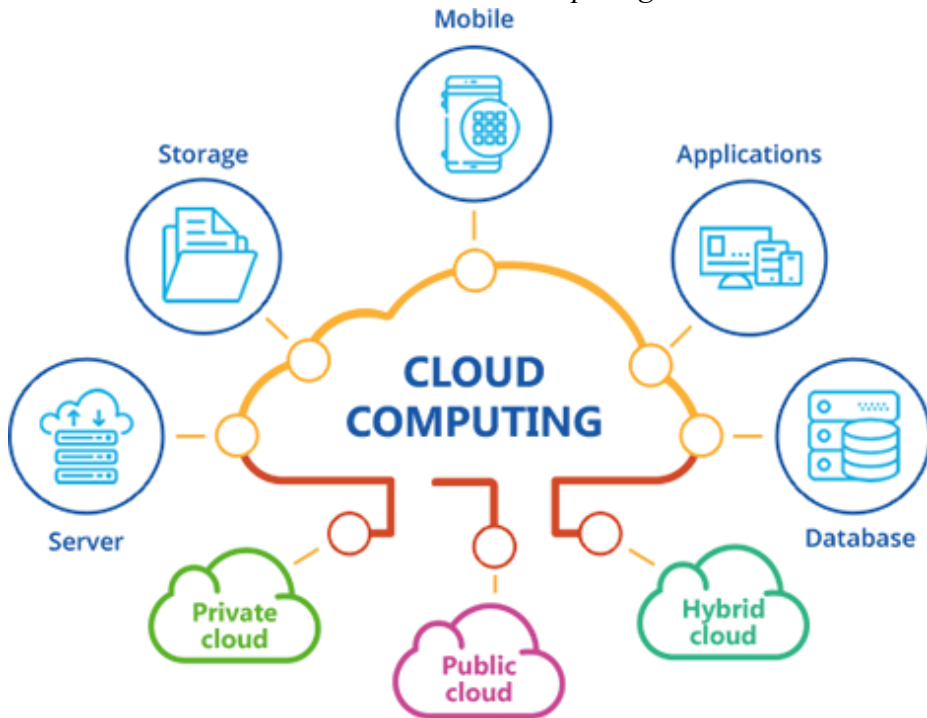 Mobile
Storage
Applications
CLOUD
COMPUTING
Server
Database
Private
cloud
Hybrid
cloud
Public
cloud